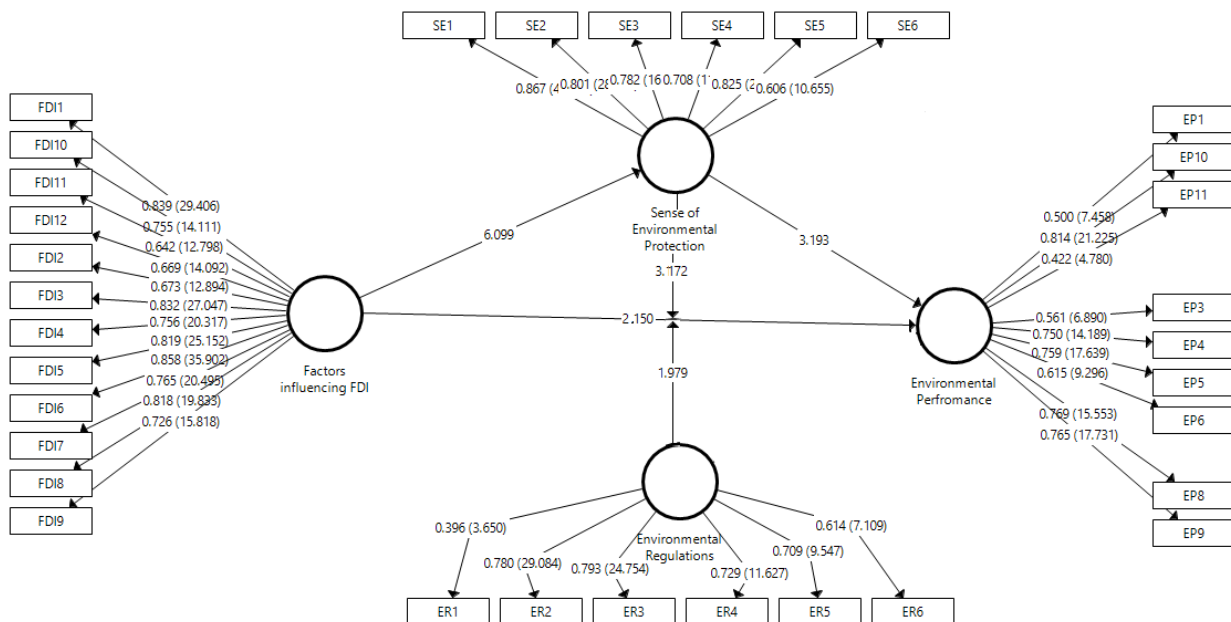 SE1
SE2
SE3
SE4
SE5
SE6
0.867
0.801
0.782
0.708
0.825
0.606 (10.655)
FDI1
FDI10
FDI11
FDI12
FDI2
FDI3
FDI4
FDI5
FDI6
FDI7
FDI8
FDI9
0.839 (29.406)
0.755 (14.111)
0.642 (12.798)
0.669 (14.092)
0.673 (12.894)
0.832 (27.047)
0.756 (20.317)
0.819 (25.152)
0.858 (35.902)
0.765 (20.495)
0.818 (19.833)
0.726 (15.818)
Factors
influencing FDI
6.099
Sense of
Environmental
Protection
3.172
3.193
2.150
1.979
Environmental
Regulations
0.396 (3.650)
0.780 (29.084)
0.793 (24.754)
0.729 (11.627)
0.709 (9.547)
0.614 (7.109)
ER1
ER2
ER3
ER4
ER5
ER6
Environmental
Perfromance
0.500 (7.458)
0.814 (21.225)
0.422 (4.780)
0.561 (6.890)
0.750 (14.189)
0.759 (17.639)
0.615 (9.296)
0.769 (15.553)
0.765 (17.731)
EP1
EP10
EP11
EP3
EP4
EP5
EP6
EP8
EP9